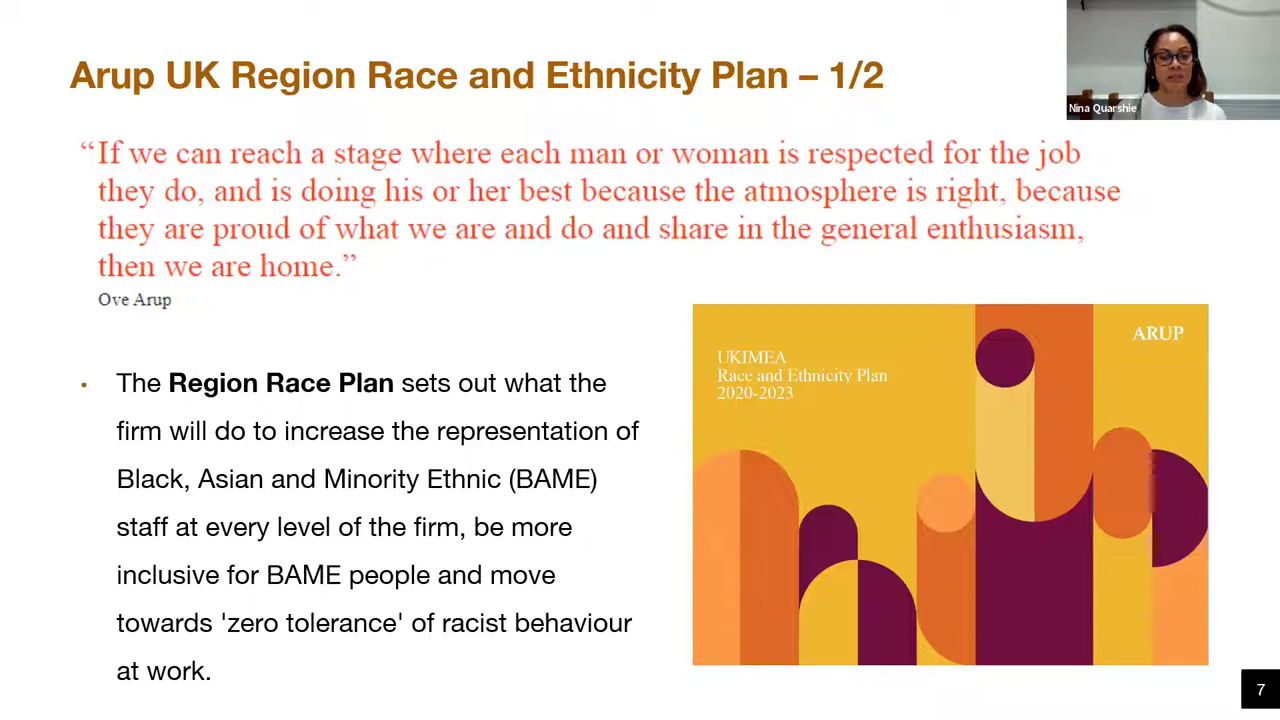 Arup UK Region Race and Ethnicity Plan – 1/2
Nina Quarshie
“If we can reach a stage where each man or woman is respected for the job
they do, and is doing his or her best because the atmosphere is right, because
they are proud of what we are and do and share in the general enthusiasm,
then we are home.”
Ove Arup
• The Region Race Plan sets out what the
firm will do to increase the representation of
Black, Asian and Minority Ethnic (BAME)
staff at every level of the firm, be more
inclusive for BAME people and move
towards 'zero tolerance' of racist behaviour
at work.
ARUP
UKIMEA
Race and Ethnicity Plan
2020-2023
7